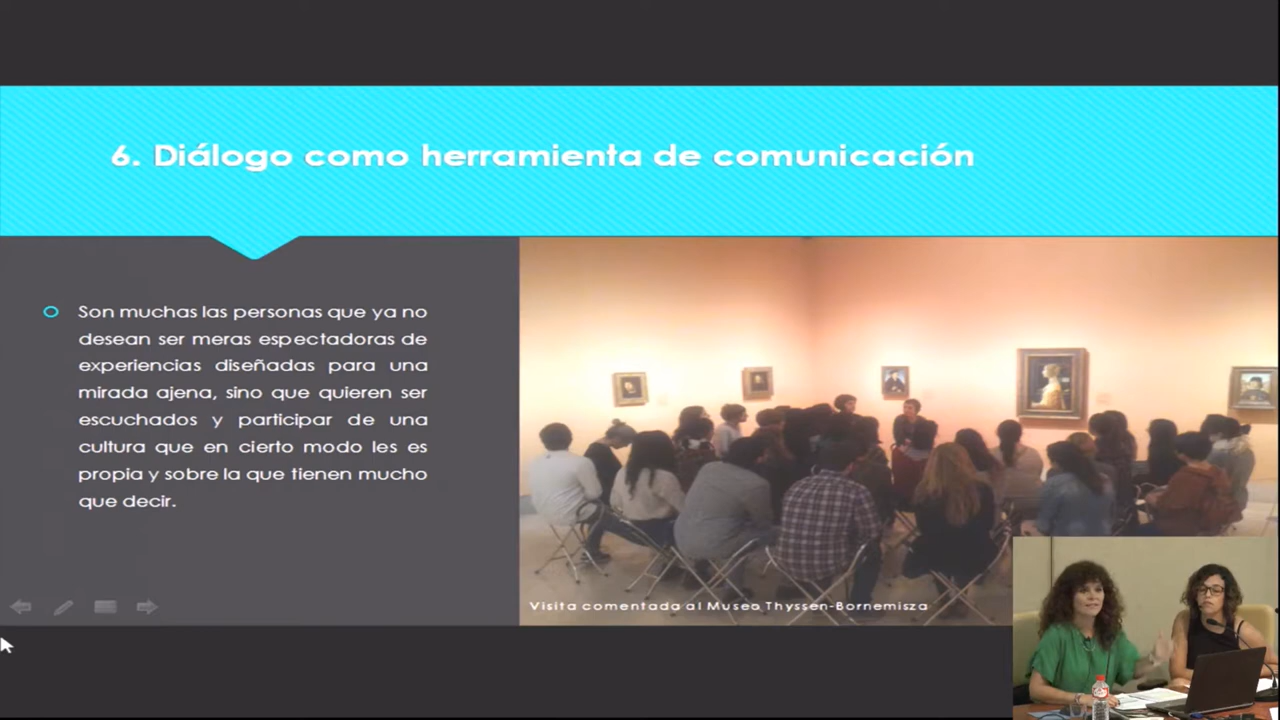 6. Diálogo como herramienta de comunicación
Son muchas las personas que ya no
desean ser meras espectadoras de
experiencias diseñadas para una
mirada ajena, sino que quieren ser
escuchados y participar de una
cultura que en cierto modo les es
propia y sobre la que tienen mucho
que decir.
Visita comentada al Museo Thyssen-Bornemisza